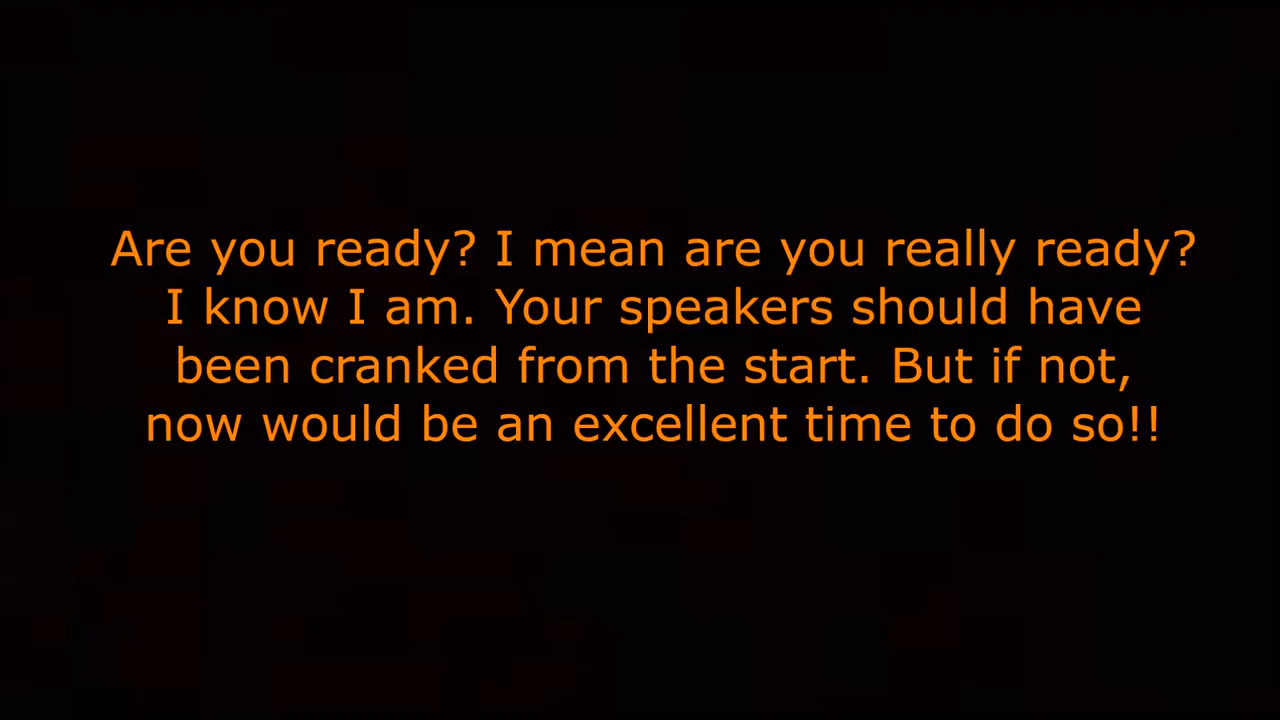 Are you ready? I mean are you really ready?
I know I am. Your speakers should have
been cranked from the start. But if not,
now would be an excellent time to do so!!